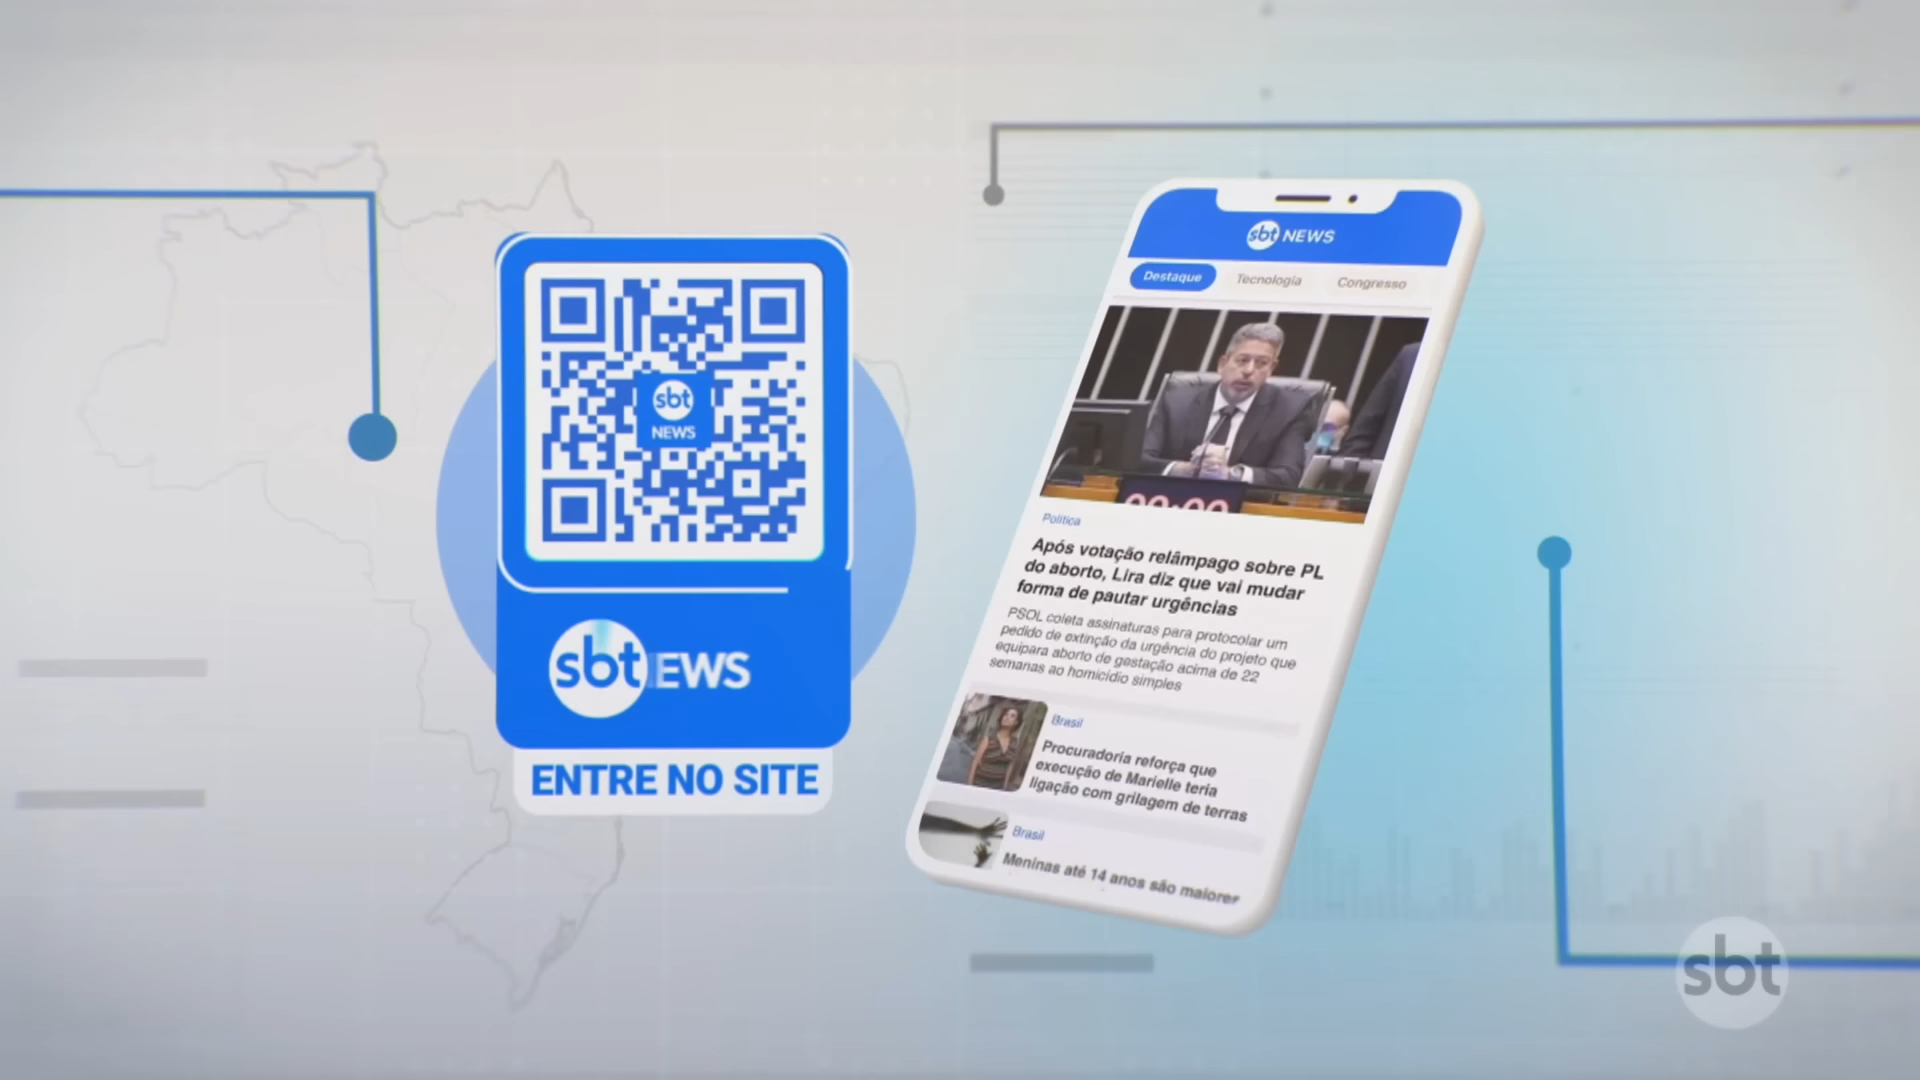 sbt
NEWS
sbt EWS
ENTRE NO SITE
sbt NEWS
Destaque Tecnologia Congresso
00:00
Política
Após votação relâmpago sobre PL
do aborto, Lira diz que vai mudar
forma de pautar urgências
PSOL coleta assinaturas para protocolar um
pedido de extinção da urgência do projeto que
equipara aborto de gestação acima de 22
semanas ao homicídio simples
Brasil
Procuradoria reforça que
execução de Marielle teria
ligação com grilagem de terras
Brasil
Meninas até 14 anos são maiores
sbt